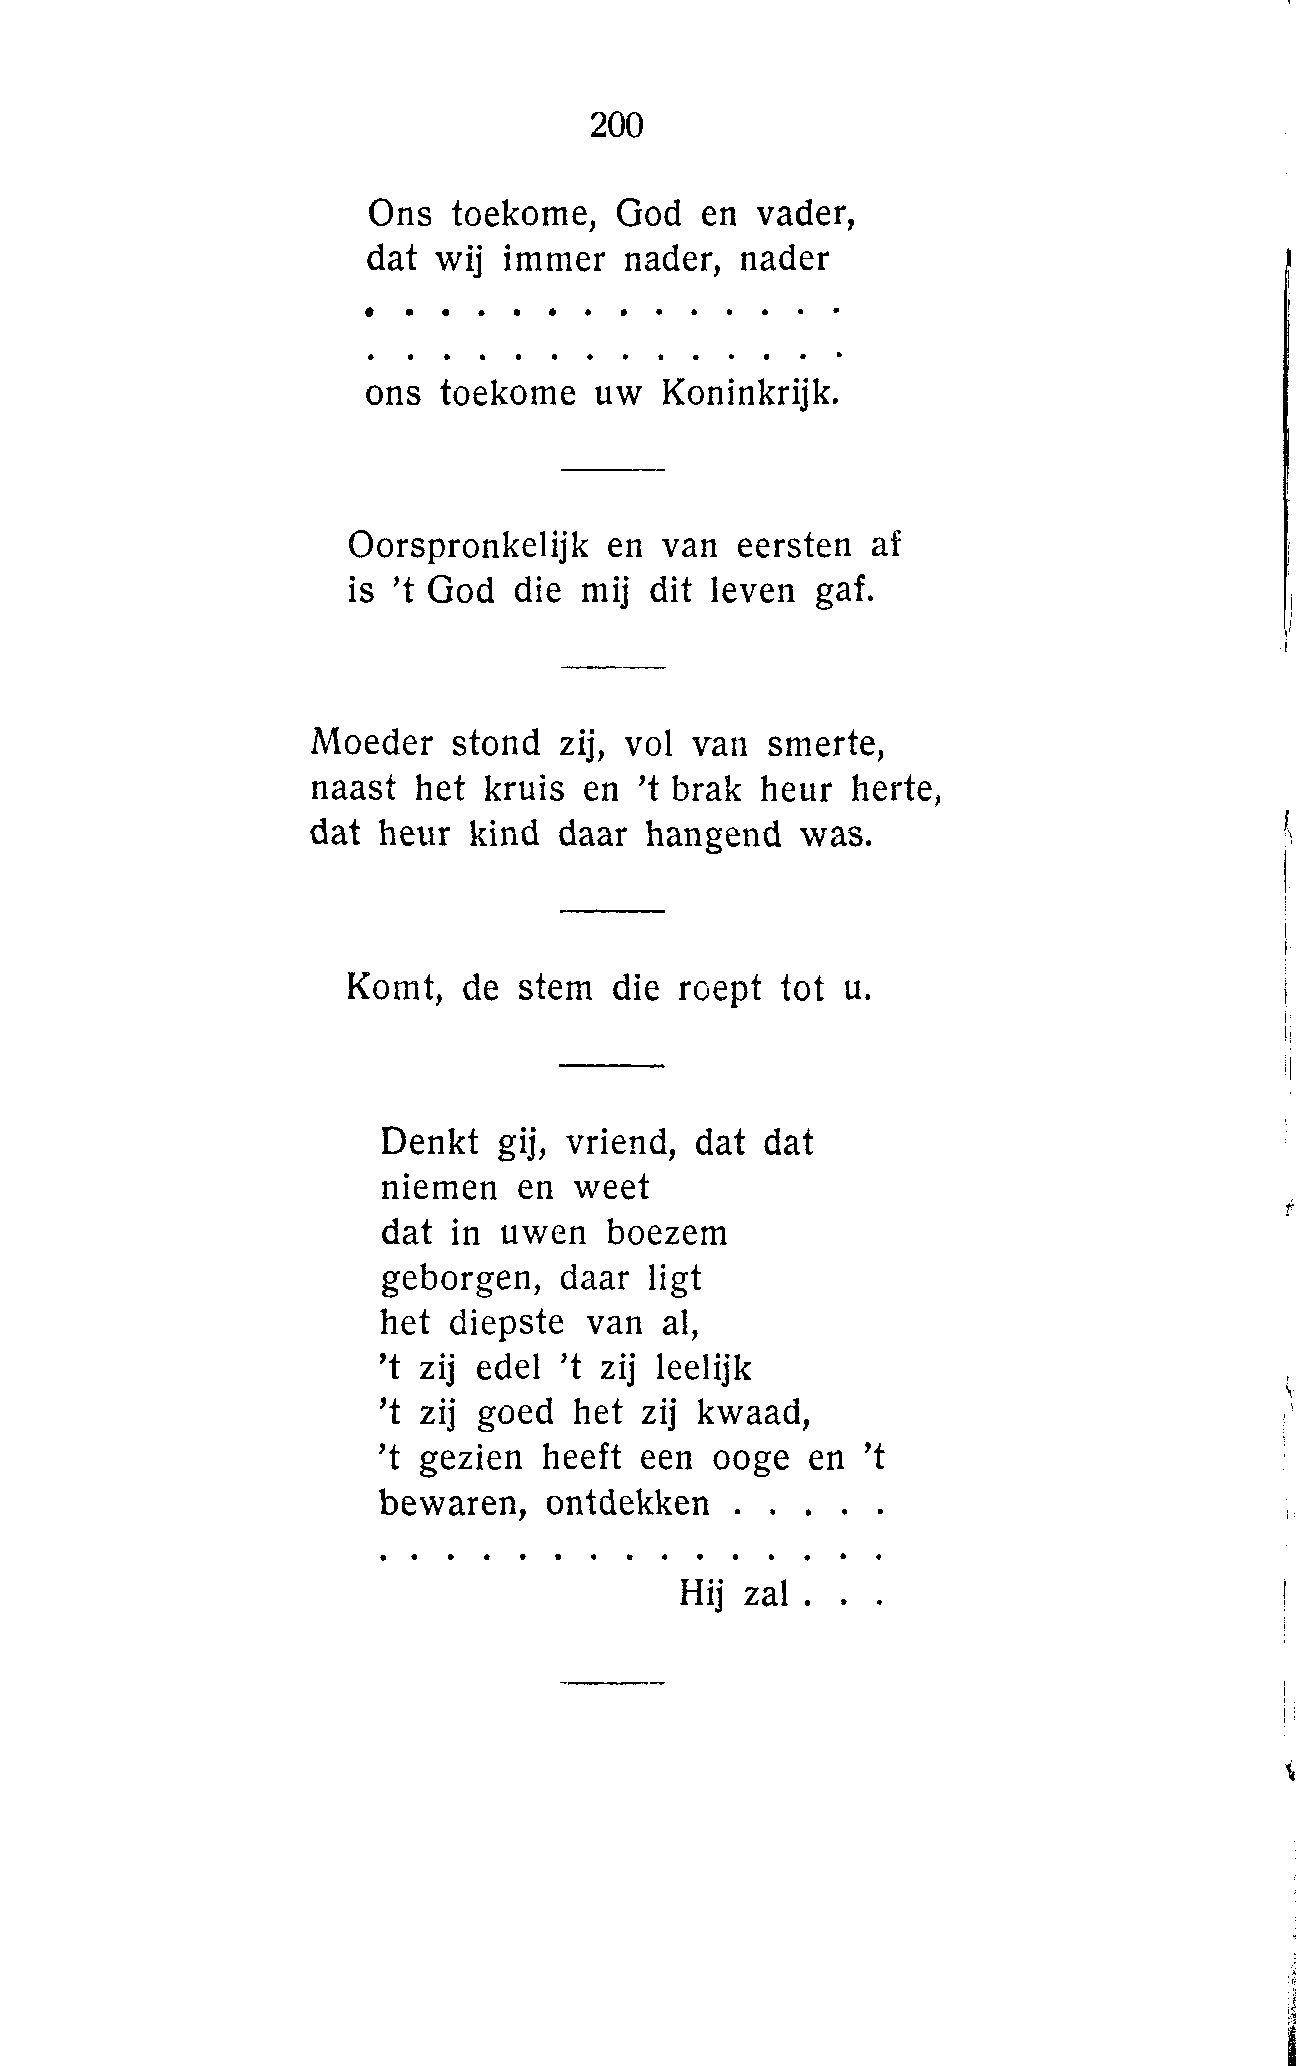 200
Ons toekome, God en vader,
dat wij immer nader, nader
. . . . . . . . . . . . . .
. . . . . . . . . . . . . .
ons toekome uw Koninkrijk.
Oorspronkelijk en van eersten af
is 't God die mij dit leven gaf.
Moeder stond zij, vol van smerte,
naast het kruis en 't brak heur herte,
dat heur kind daar hangend was.
Komt, de stem die roept tot u.
Denkt gij, vriend, dat dat
niemen en weet
dat in uwen boezem
geborgen, daar ligt
het diepste van al,
't zij edel 't zij leelijk
't zij goed het zij kwaad,
't gezien heeft een ooge en 't
bewaren, ontdekken . . . . .
. . . . . . . . . . . . . . .
Hij zal . . .